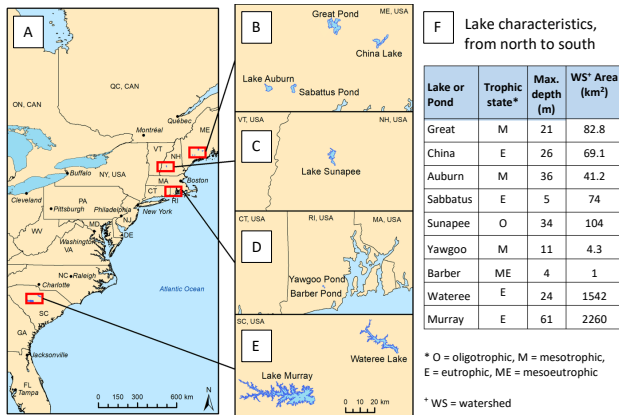 A
ON, CAN
QC, CAN
Québec
Montréal
ME
VT
NH
Buffalo
NY, USA
MA
Boston
CT
RI
Cleveland
PA
Pittsburgh
Philadelphia
New York
NJ
MD
DE
WV
Washington
VA
NC
Raleigh
Charlotte
Atlantic Ocean
SC
GA
Jacksonville
FL
Tampa
0 150 300 600 km
N
B
ME, USA
Great Pond
China Lake
Lake Auburn
Sabattus Pond
VT, USA
NH, USA
C
Lake Sunapee
CT, USA
RI, USA
MA, USA
D
Yawgoo Pond
Barber Pond
SC, USA
E
Wateree Lake
Lake Murray
0 10 20 km
F
Lake characteristics,
from north to south
Lake or Pond | Trophic state* | Max. depth (m) | WS⁺ Area (km²)
Great | M | 21 | 82.8
China | E | 26 | 69.1
Auburn | M | 36 | 41.2
Sabbatus | E | 5 | 74
Sunapee | O | 34 | 104
Yawgoo | M | 11 | 4.3
Barber | ME | 4 | 1
Wateree | E | 24 | 1542
Murray | E | 61 | 2260
* O = oligotrophic, M = mesotrophic,
E = eutrophic, ME = mesoeutrophic
⁺ WS = watershed